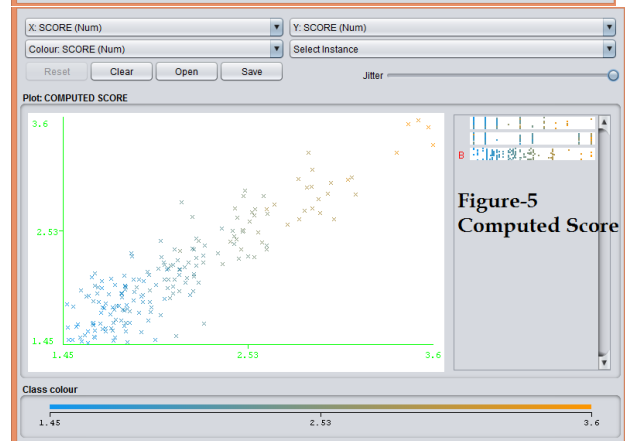 X: SCORE (Num) Y: SCORE (Num)
Colour: SCORE (Num) Select Instance
Reset Clear Open Save Jitter
Plot: COMPUTED SCORE
3.6
2.53
1.45
1.45 2.53 3.6
B
Figure-5
Computed Score
Class colour
1.45 2.53 3.6